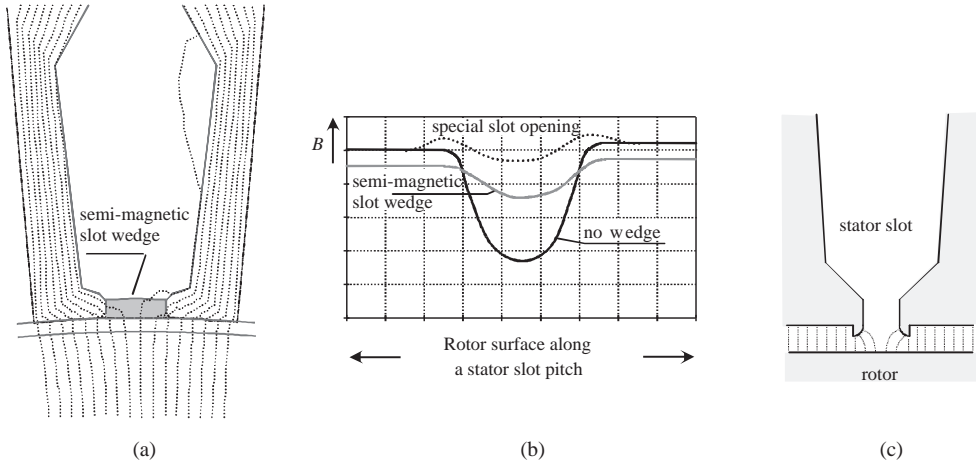 semi-magnetic
slot wedge
(a)
B
special slot opening
semi-magnetic
slot wedge
no wedge
Rotor surface along
a stator slot pitch
(b)
stator slot
rotor
(c)